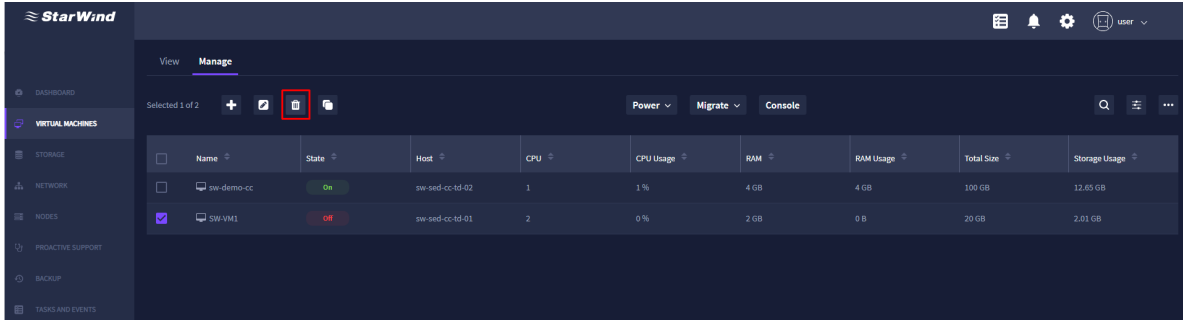 StarWind
user
View Manage
DASHBOARD
Selected 1 of 2 Power Migrate Console
VIRTUAL MACHINES
STORAGE
Name State Host CPU CPU Usage RAM RAM Usage Total Size Storage Usage
NETWORK
sw-demo-cc On sw-sed-cc-td-02 1 1 % 4 GB 4 GB 100 GB 12.65 GB
NODES
SW-VM1 Off sw-sed-cc-td-01 2 0 % 2 GB 0 B 20 GB 2.01 GB
PROACTIVE SUPPORT
BACKUP
TASKS AND EVENTS